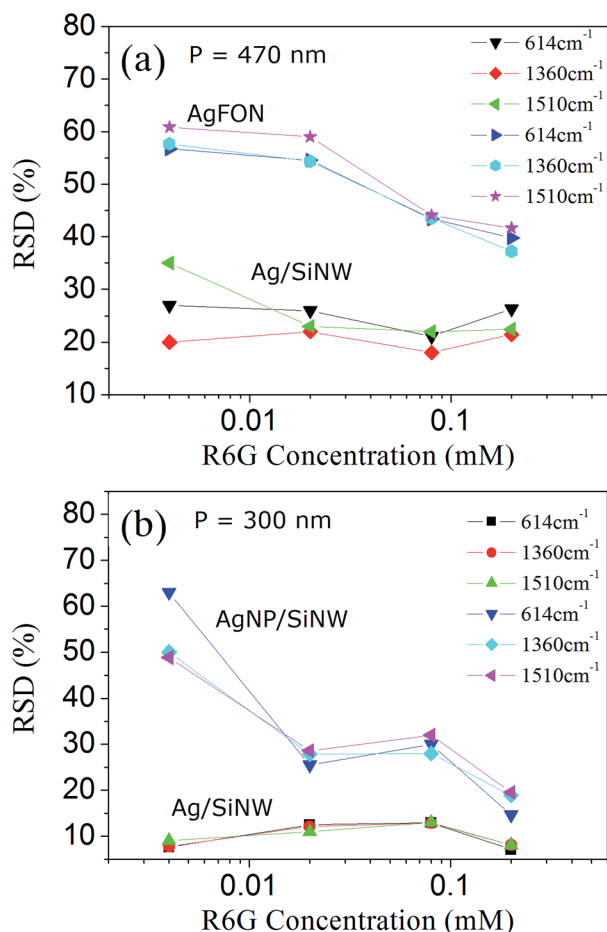 80
(a) P = 470 nm
614cm⁻¹
70
1360cm⁻¹
AgFON
1510cm⁻¹
60
614cm⁻¹
1360cm⁻¹
50
1510cm⁻¹
RSD (%)
40
Ag/SiNW
30
20
10
0.01 0.1
R6G Concentration (mM)
80
(b) P = 300 nm
614cm⁻¹
70
1360cm⁻¹
1510cm⁻¹
60
614cm⁻¹
AgNP/SiNW
1360cm⁻¹
50
1510cm⁻¹
RSD (%)
40
30
20
Ag/SiNW
10
0.01 0.1
R6G Concentration (mM)